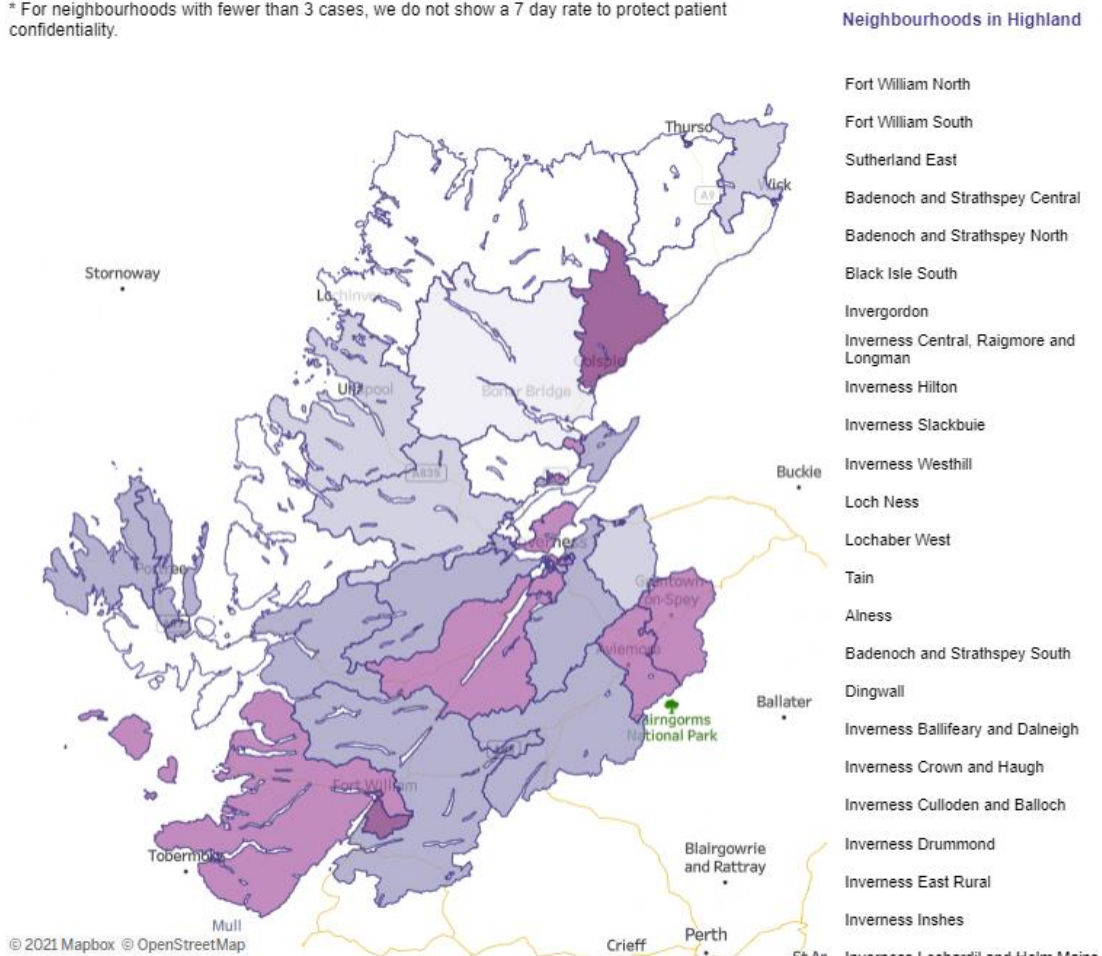 * For neighbourhoods with fewer than 3 cases, we do not show a 7 day rate to protect patient
confidentiality.
Neighbourhoods in Highland
Fort William North
Fort William South
Sutherland East
Badenoch and Strathspey Central
Badenoch and Strathspey North
Black Isle South
Invergordon
Inverness Central, Raigmore and
Longman
Inverness Hilton
Inverness Slackbuie
Inverness Westhill
Loch Ness
Lochaber West
Tain
Alness
Badenoch and Strathspey South
Dingwall
Inverness Ballifeary and Dalneigh
Inverness Crown and Haugh
Inverness Culloden and Balloch
Inverness Drummond
Inverness East Rural
Inverness Inshes
Thurso
Wick
A9
Stornoway
Lochinver
Golspie
Ullapool
Bonar Bridge
A835
Buckie
Inverness
Portree
Grantown
-on-Spey
Aviemore
Ballater
Cairngorms
National Park
Fort William
Tobermory
Blairgowrie
and Rattray
Mull
Perth
Crieff
© 2021 Mapbox © OpenStreetMap